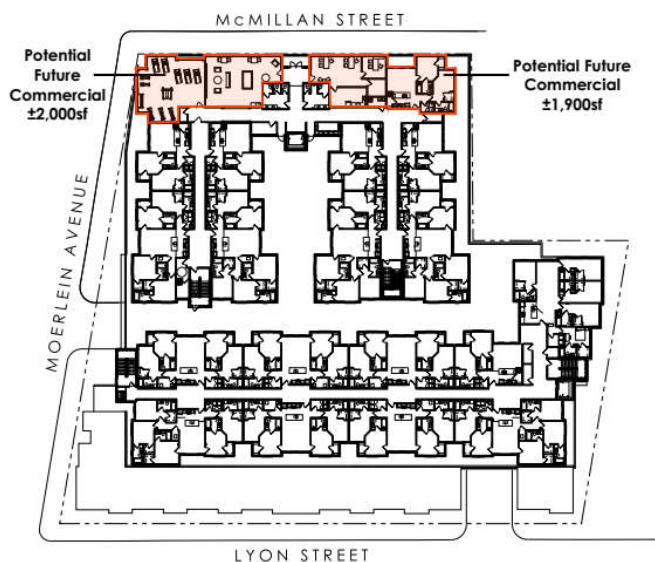 McMILLAN STREET
Potential
Future
Commercial
±2,000sf
Potential Future
Commercial
±1,900sf
MOERLEIN AVENUE
LYON STREET